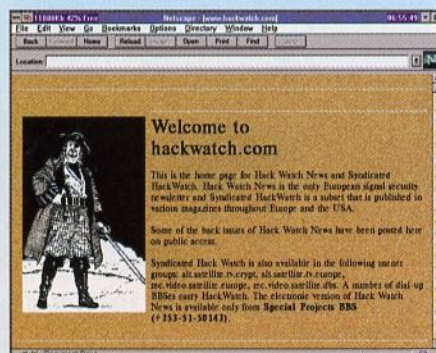 11800Kb 42% Free Netscape - [www.hackwatch.com] 06:55:49
File Edit View Go Bookmarks Options Directory Window Help
Back Forward Home Reload Images Open Print Find Stop
Location: N
Welcome to
hackwatch.com
This is the home page for Hack Watch News and Syndicated
HackWatch. Hack Watch News is the only European signal security
newsletter and Syndicated HackWatch is a subset that is published in
various magazines throughout Europe and the USA.
Some of the back issues of Hack Watch News have been posted here
on public access.
Syndicated Hack Watch is also available in the following usenet
groups: alt.satellite.tv.crypt, alt.satellite.tv.europe,
rec.video.satellite.europe, rec.video.satellite.dbs. A number of dial-up
BBSes carry HackWatch. The electronic version of Hack Watch
News is available only from Special Projects BBS
(+353-51-50143).